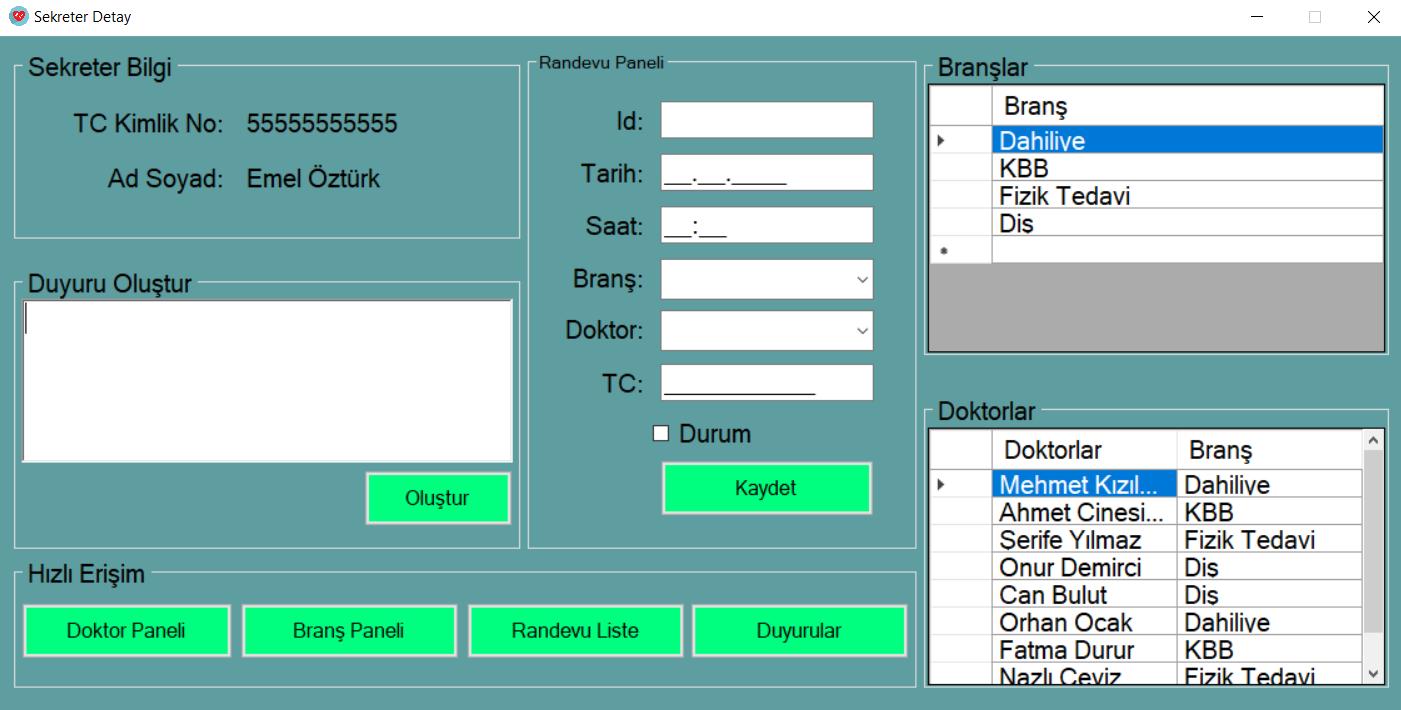 Sekreter Detay
Sekreter Bilgi
TC Kimlik No: 55555555555
Ad Soyad: Emel Öztürk
Duyuru Oluştur
Oluştur
Randevu Paneli
Id:
Tarih: __.__.____
Saat: __:__
Branş:
Doktor:
TC: ___________
Durum
Kaydet
Hızlı Erişim
Doktor Paneli Branş Paneli Randevu Liste Duyurular
Branşlar
Branş
Dahiliye
KBB
Fizik Tedavi
Diş
Doktorlar
Doktorlar Branş
Mehmet Kızıl... Dahiliye
Ahmet Cinesi... KBB
Şerife Yılmaz Fizik Tedavi
Onur Demirci Diş
Can Bulut Diş
Orhan Ocak Dahiliye
Fatma Durur KBB
Nazlı Ceviz Fizik Tedavi